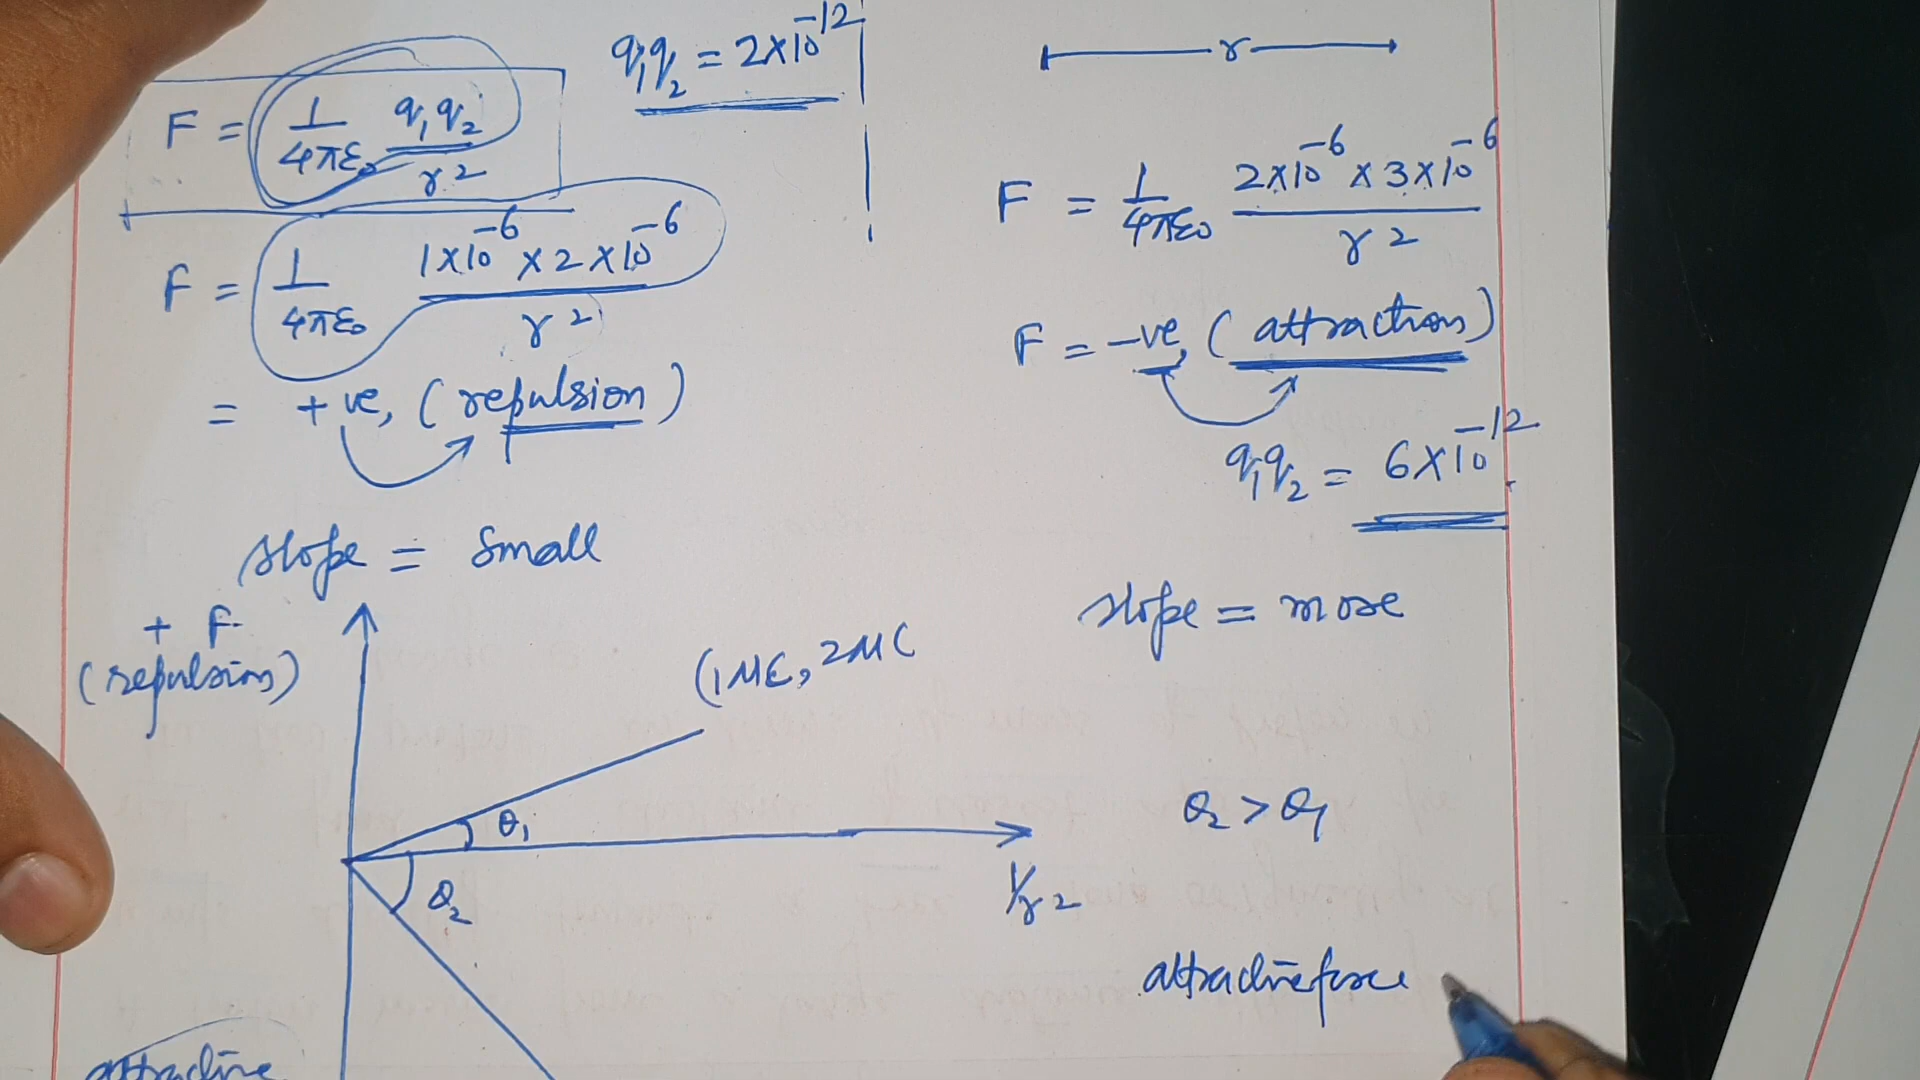 q₁q₂ = 2×10⁻¹²
F = 1/4πε₀ q₁q₂/r²
F = 1/4πε₀ 1×10⁻⁶ × 2×10⁻⁶/r²
= +ve, (repulsion)
slope = small
r
F = 1/4πε₀ 2×10⁻⁶ × 3×10⁻⁶/r²
F = -ve, (attraction)
q₁q₂ = 6×10⁻¹²
slope = more
+ F
(repulsion)
(1μC, 2μC
θ₁
θ₂
1/r²
θ₂ > θ₁
attractive force
attractive